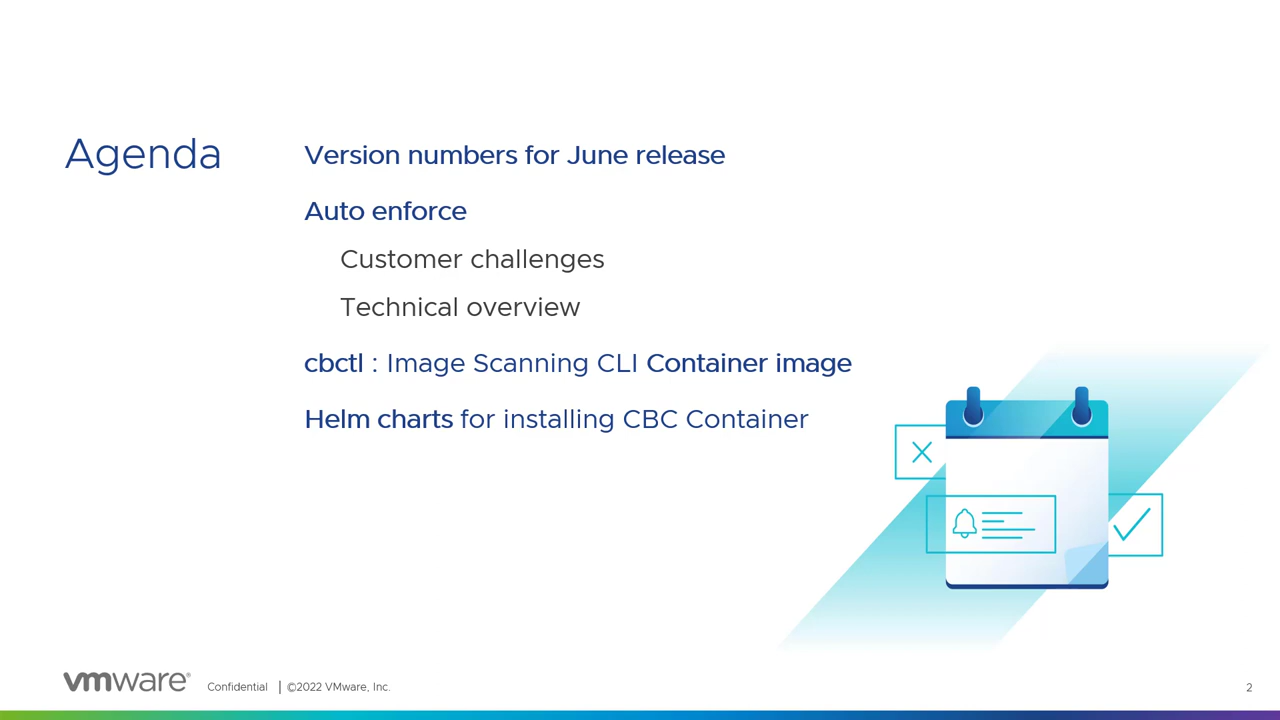 Agenda
Version numbers for June release
Auto enforce
Customer challenges
Technical overview
cbctl : Image Scanning CLI Container image
Helm charts for installing CBC Container
vmware®
Confidential | ©2022 VMware, Inc.
2